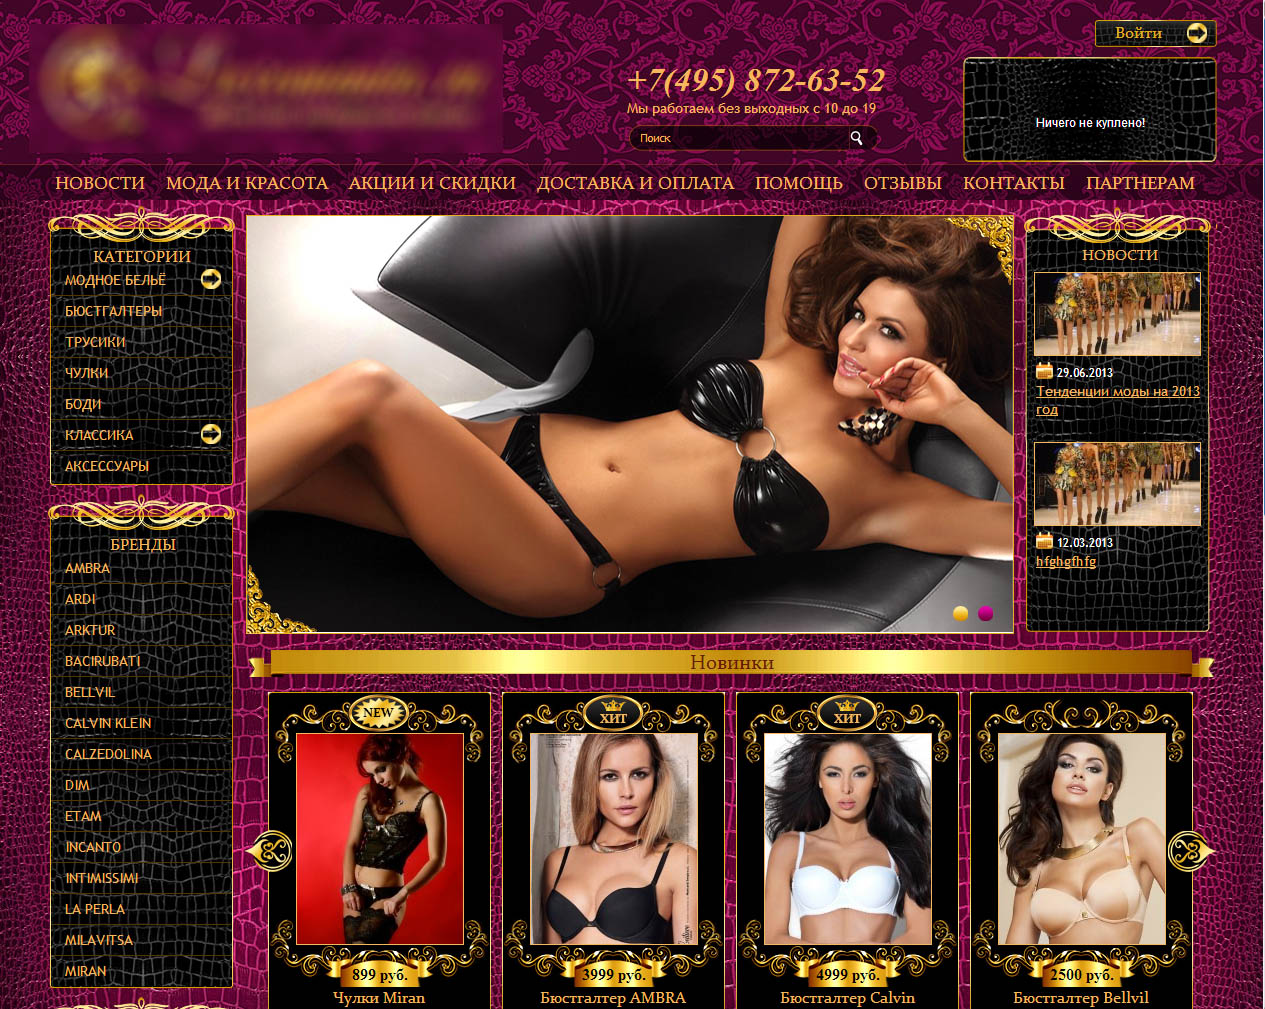 Войти
+7(495) 872-63-52
Мы работаем без выходных с 10 до 19
Поиск
Ничего не куплено!
НОВОСТИ МОДА И КРАСОТА АКЦИИ И СКИДКИ ДОСТАВКА И ОПЛАТА ПОМОЩЬ ОТЗЫВЫ КОНТАКТЫ ПАРТНЕРАМ
КАТЕГОРИИ
МОДНОЕ БЕЛЬЁ
БЮСТГАЛТЕРЫ
ТРУСИКИ
ЧУЛКИ
БОДИ
КЛАССИКА
АКСЕССУАРЫ
БРЕНДЫ
AMBRA
ARDI
ARKTUR
BACIRUBATI
BELLVIL
CALVIN KLEIN
CALZEDOLINA
DIM
ETAM
INCANTO
INTIMISSIMI
LA PERLA
MILAVITSA
MIRAN
НОВОСТИ
29.06.2013
Тенденции моды на 2013
год
12.03.2013
hfghgfhfg
Новинки
NEW
ХИТ
ХИТ
899 руб.
Чулки Miran
3999 руб.
Бюстгалтер AMBRA
4999 руб.
Бюстгалтер Calvin
2500 руб.
Бюстгалтер Bellvil